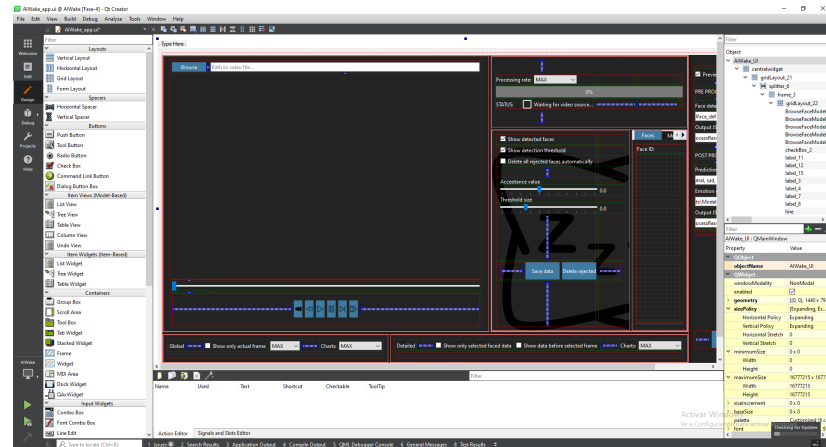 AIWake_app.ui @ AIWake [Fase-4] - Qt Creator
File Edit View Build Debug Analyze Tools Window Help
AIWake_app.ui*
Filter
Welcome
Edit
Design
Debug
Projects
Help
AIWake
Layouts
Vertical Layout
Horizontal Layout
Grid Layout
Form Layout
Spacers
Horizontal Spacer
Vertical Spacer
Buttons
Push Button
Tool Button
Radio Button
Check Box
Command Link Button
Dialog Button Box
Item Views (Model-Based)
List View
Tree View
Table View
Column View
Undo View
Item Widgets (Item-Based)
List Widget
Tree Widget
Table Widget
Containers
Group Box
Scroll Area
Tool Box
Tab Widget
Stacked Widget
Frame
Widget
MDI Area
Dock Widget
QAxWidget
Input Widgets
Combo Box
Font Combo Box
Line Edit
Type Here
Browse Path to video file...
Processing rate MAX
0%
STATUS: Waiting for video source...
Show detected faces
Show detection threshold
Delete all rejected faces automatically
Acceptance value
0.0
Threshold size
0.0
Save data Delete rejected
Faces
Face ID:
Global Show only actual frame MAX Charts: MAX
Detailed Show only selected faced data Show data before selected frame Charts: MAX
Filter
Name Used Text Shortcut Checkable ToolTip
Action Editor Signals and Slots Editor
Filter
Object
AIWake_UI
centralwidget
gridLayout_21
splitter_6
frame_3
gridLayout_22
BrowseFaceModel
BrowseFaceModel
BrowseFaceModel
BrowseFaceModel
checkBox_2
label_11
label_12
label_15
label_3
label_4
label_7
label_8
line
Filter
AIWake_UI : QMainWindow
Property Value
QObject
objectName AIWake_UI
QWidget
windowModality NonModal
enabled
geometry
sizePolicy [Expanding, Ex...
Horizontal Policy Expanding
Vertical Policy Expanding
Horizontal Stretch 0
Vertical Stretch 0
minimumSize 0 x 0
Width 0
Height 0
maximumSize 16777215 x 1677
Width 16777215
Height 16777215
sizeIncrement 0 x 0
baseSize 0 x 0
palette
font
Checking for Updates
Type to locate (Ctrl+K) 1 Issues 2 Search Results 3 Application Output 4 Compile Output 5 QML Debugger Console 6 General Messages 8 Test Results